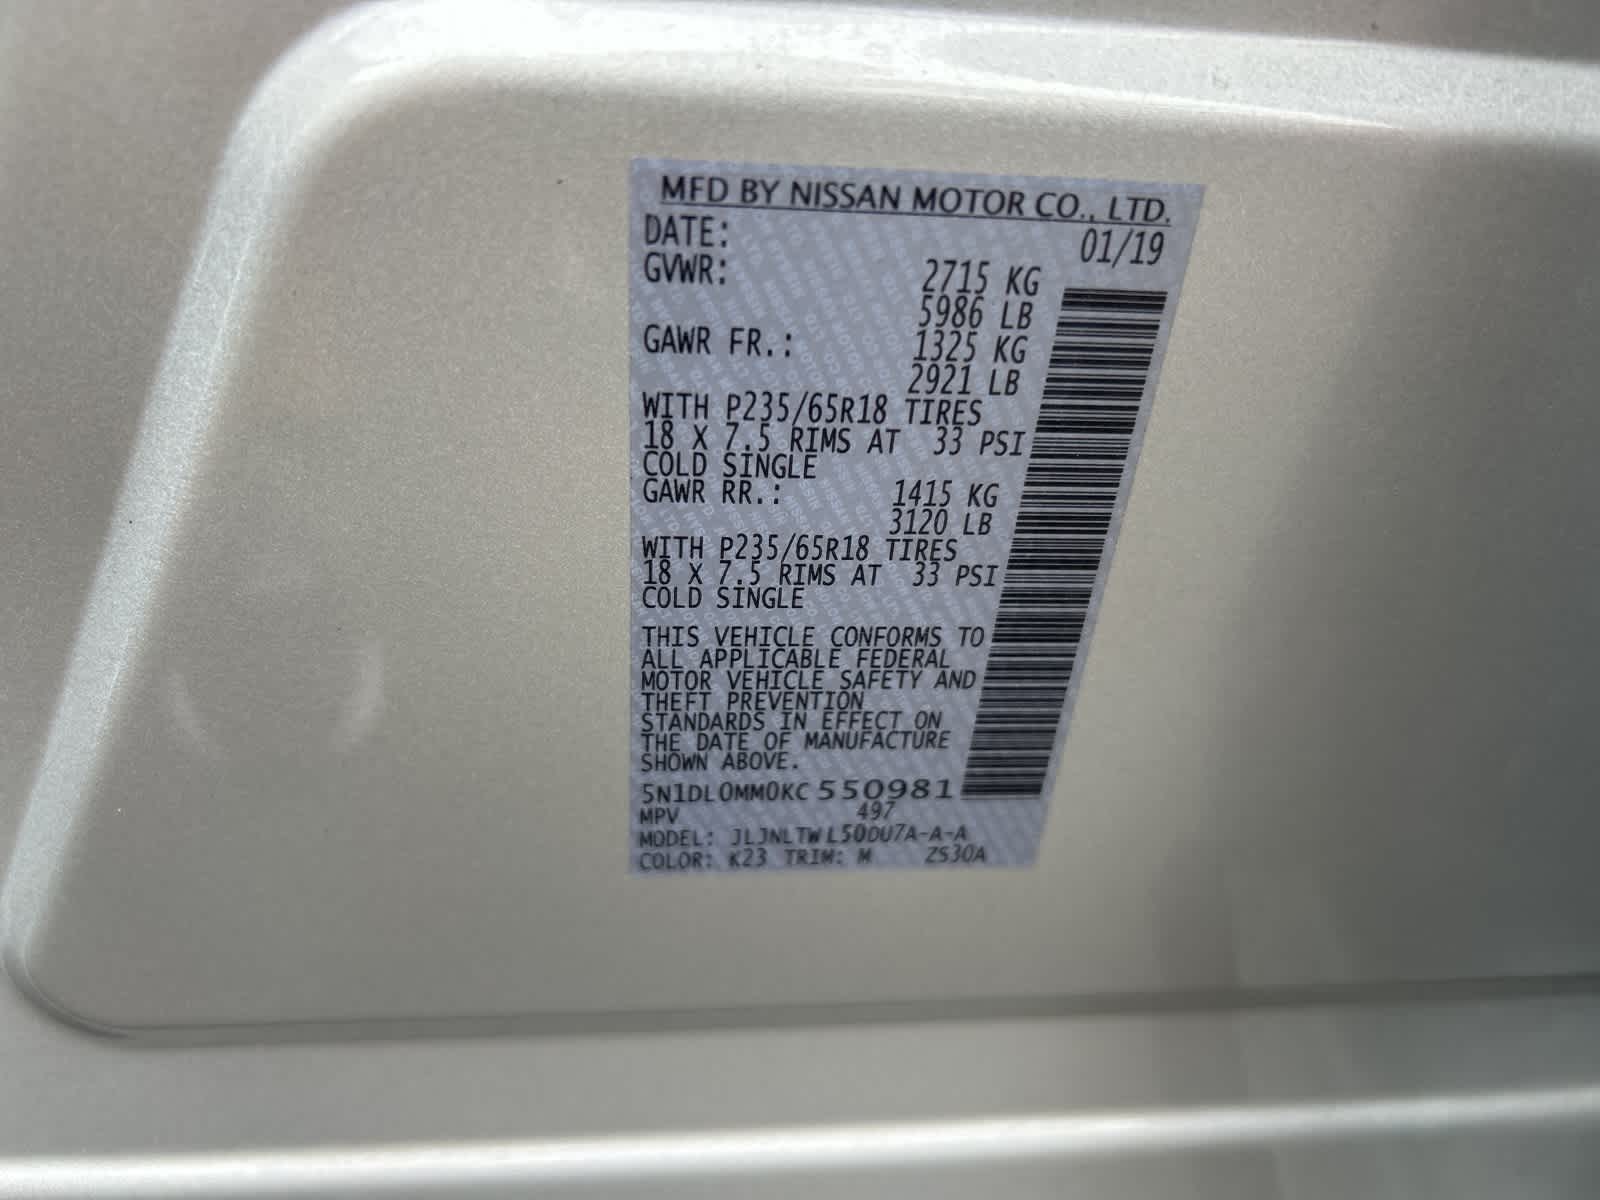 MFD BY NISSAN MOTOR CO., LTD.
DATE: 01/19
GVWR: 2715 KG
5986 LB
GAWR FR.: 1325 KG
2921 LB
WITH P235/65R18 TIRES
18 X 7.5 RIMS AT 33 PSI
COLD SINGLE
GAWR RR.: 1415 KG
3120 LB
WITH P235/65R18 TIRES
18 X 7.5 RIMS AT 33 PSI
COLD SINGLE
THIS VEHICLE CONFORMS TO
ALL APPLICABLE FEDERAL
MOTOR VEHICLE SAFETY AND
THEFT PREVENTION
STANDARDS IN EFFECT ON
THE DATE OF MANUFACTURE
SHOWN ABOVE.
5N1DL0MM0KC550981
MPV 497
MODEL: JLJNLTWL50DU7A-A-A
COLOR: K23 TRIM: M ZS30A